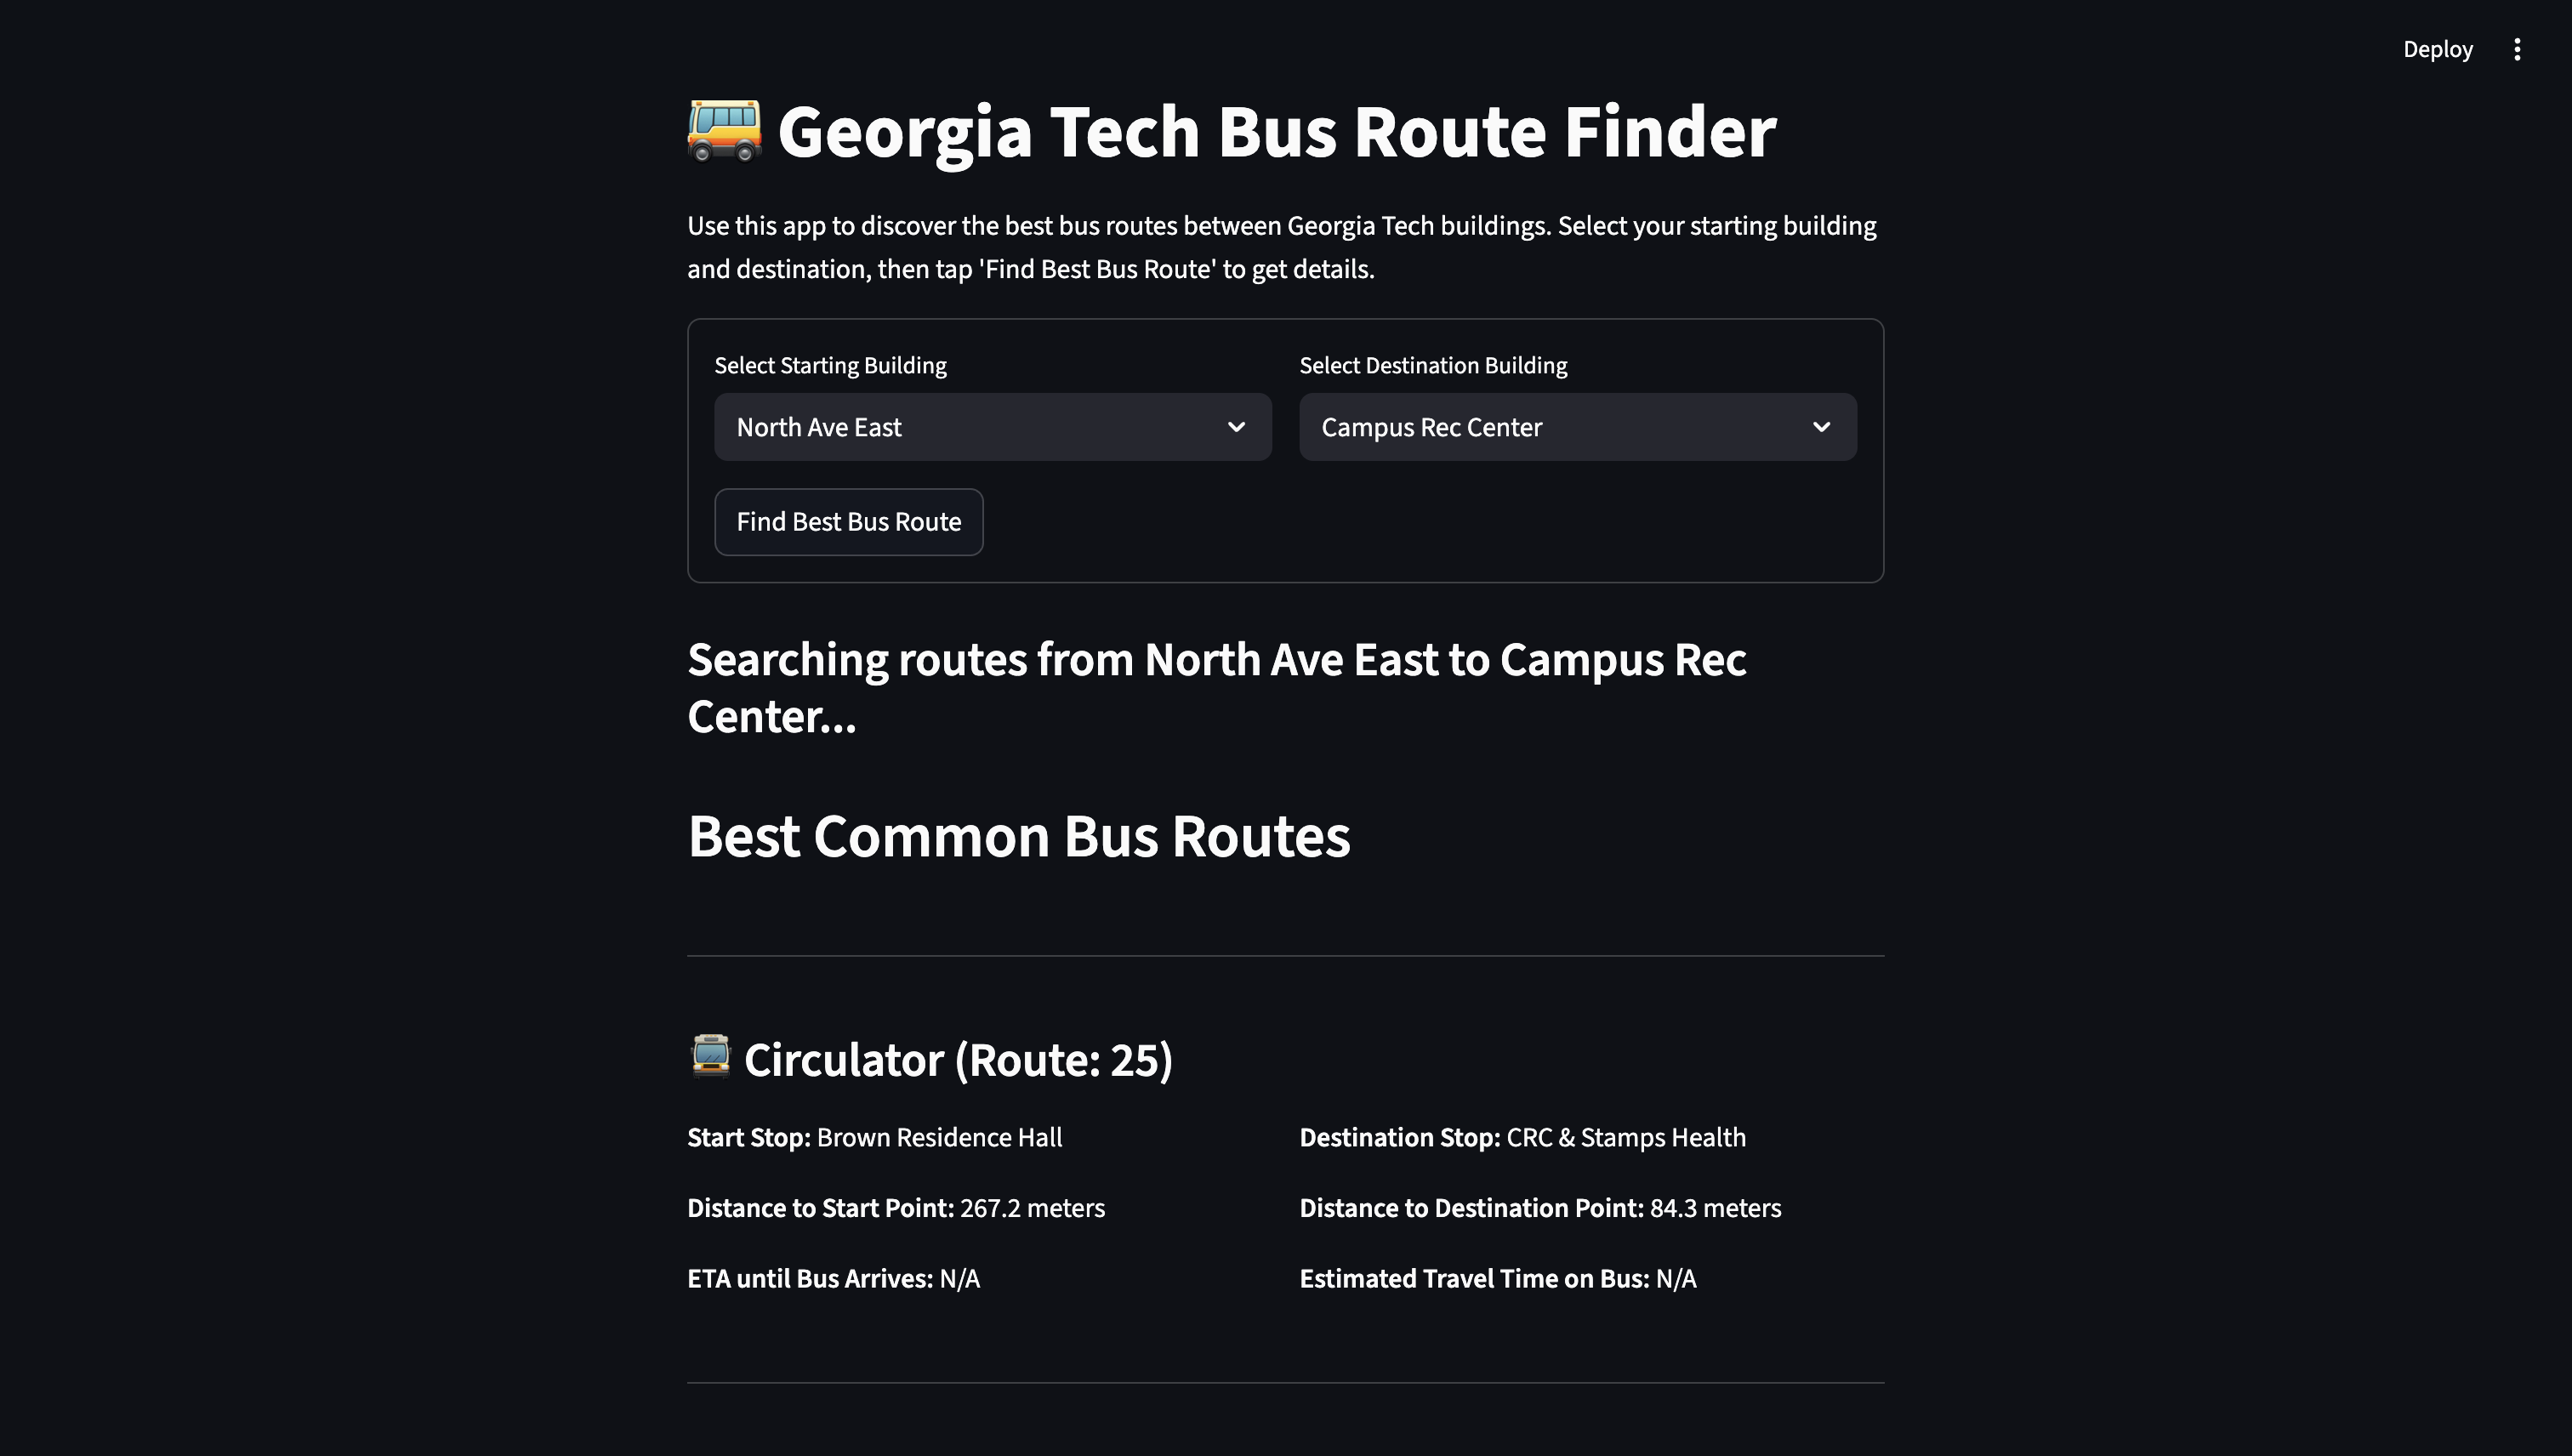 Deploy
Georgia Tech Bus Route Finder
Use this app to discover the best bus routes between Georgia Tech buildings. Select your starting building
and destination, then tap 'Find Best Bus Route' to get details.
Select Starting Building
Select Destination Building
North Ave East
Campus Rec Center
Find Best Bus Route
Searching routes from North Ave East to Campus Rec
Center...
Best Common Bus Routes
Circulator (Route: 25)
Start Stop: Brown Residence Hall
Destination Stop: CRC & Stamps Health
Distance to Start Point: 267.2 meters
Distance to Destination Point: 84.3 meters
ETA until Bus Arrives: N/A
Estimated Travel Time on Bus: N/A